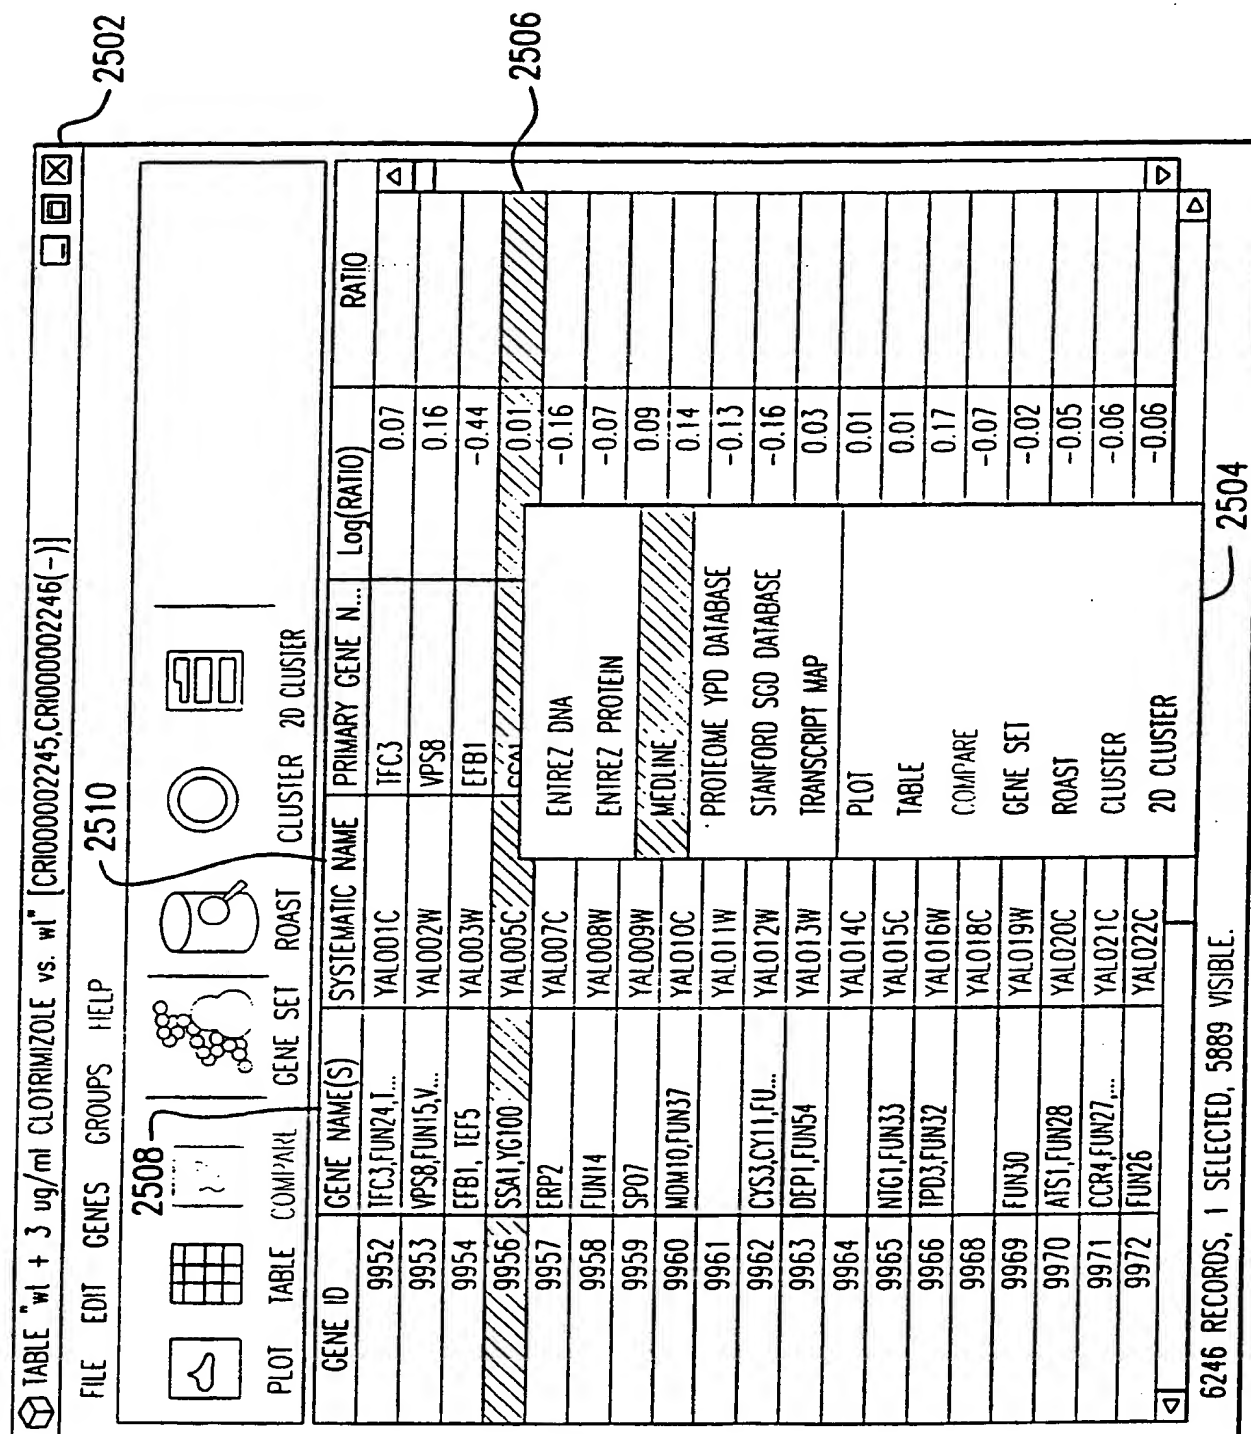 2502
TABLE "wt + 3 ug/ml CLOTRIMIZOLE vs. wt" [CRI0000002245,CRI0000002246(-)]
FILE EDIT GENES GROUPS HELP
2508
2510
PLOT TABLE COMPARE GENE SET ROAST CLUSTER 2D CLUSTER
GENE ID GENE NAME(S) SYSTEMATIC NAME PRIMARY GENE N... Log(RATIO) RATIO
9952 TFC3,FUN24,T... YAL001C TFC3 0.07
9953 VPS8,FUN15,V... YAL002W VPS8 0.16
9954 EFB1, TEF5 YAL003W EFB1 -0.44
9956 SSA1,YG100 YAL005C SSA1 0.01
2506
9957 ERP2 YAL007C -0.16
9958 FUN14 YAL008W -0.07
9959 SPO7 YAL009W 0.09
9960 MDM10,FUN37 YAL010C 0.14
9961 YAL011W -0.13
9962 CYS3,CY11,FU... YAL012W -0.16
9963 DEP1,FUN54 YAL013W 0.03
9964 YAL014C 0.01
9965 NTG1,FUN33 YAL015C 0.01
9966 TPD3,FUN32 YAL016W 0.17
9968 YAL018C -0.07
9969 FUN30 YAL019W -0.02
9970 ATS1,FUN28 YAL020C -0.05
9971 CCR4,FUN27,... YAL021C -0.06
9972 FUN26 YAL022C -0.06
ENTREZ DNA
ENTREZ PROTEIN
MEDLINE
PROTEOME YPD DATABASE
STANFORD SGD DATABASE
TRANSCRIPT MAP
PLOT
TABLE
COMPARE
GENE SET
ROAST
CLUSTER
2D CLUSTER
2504
6246 RECORDS, 1 SELECTED, 5889 VISIBLE.